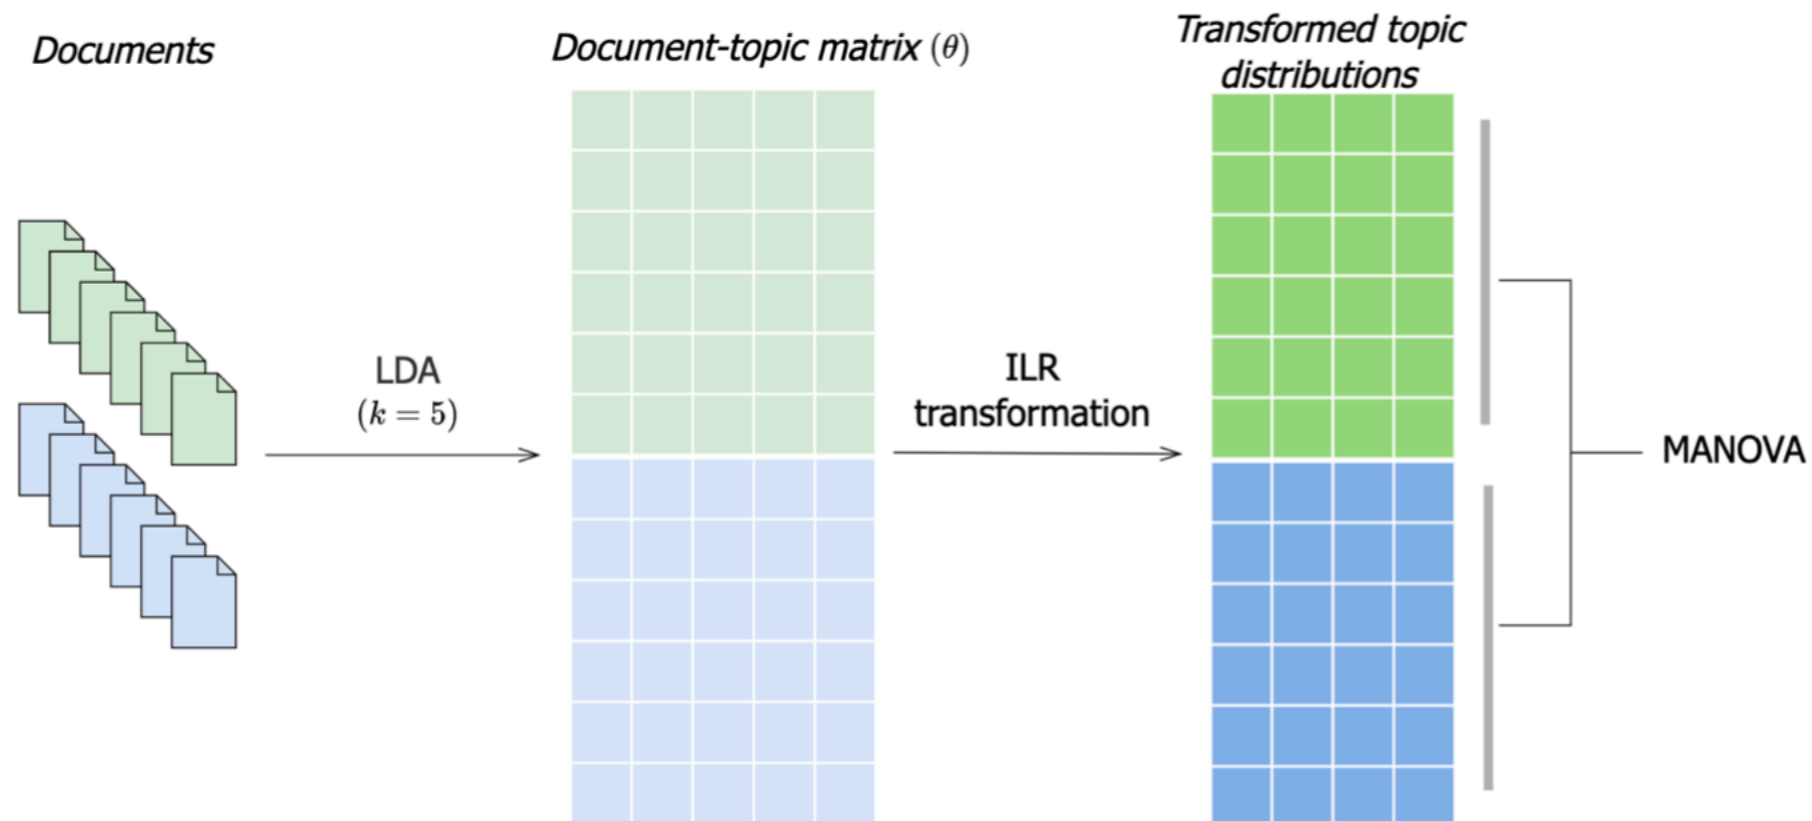 Documents
Document-topic matrix (θ)
Transformed topic
distributions
LDA
(k = 5)
ILR
transformation
MANOVA